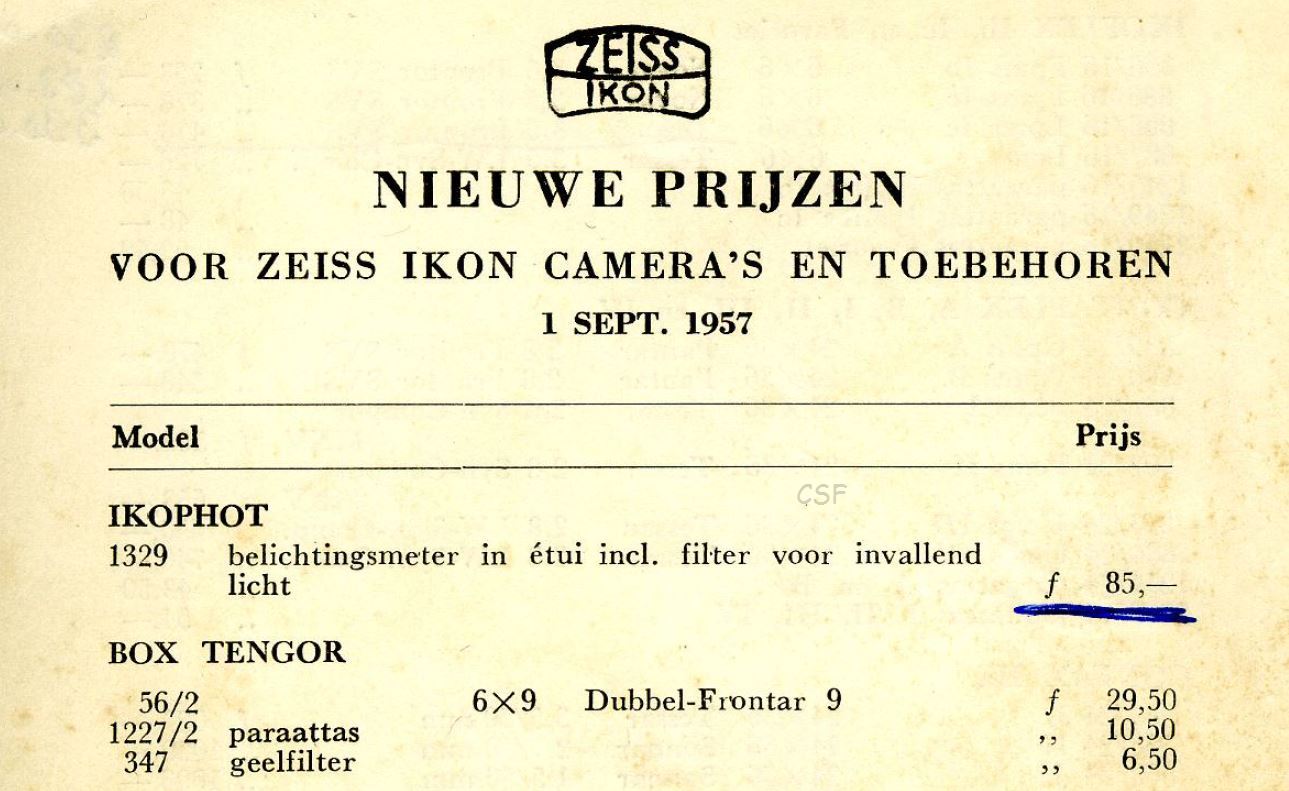 ZEISS
IKON
NIEUWE PRIJZEN
VOOR ZEISS IKON CAMERA'S EN TOEBEHOREN
1 SEPT. 1957
Model Prijs
CSF
IKOPHOT
1329 belichtingsmeter in étui incl. filter voor invallend
licht f 85,—
BOX TENGOR
56/2 6×9 Dubbel-Frontar 9 f 29,50
1227/2 paraattas ,, 10,50
347 geelfilter ,, 6,50